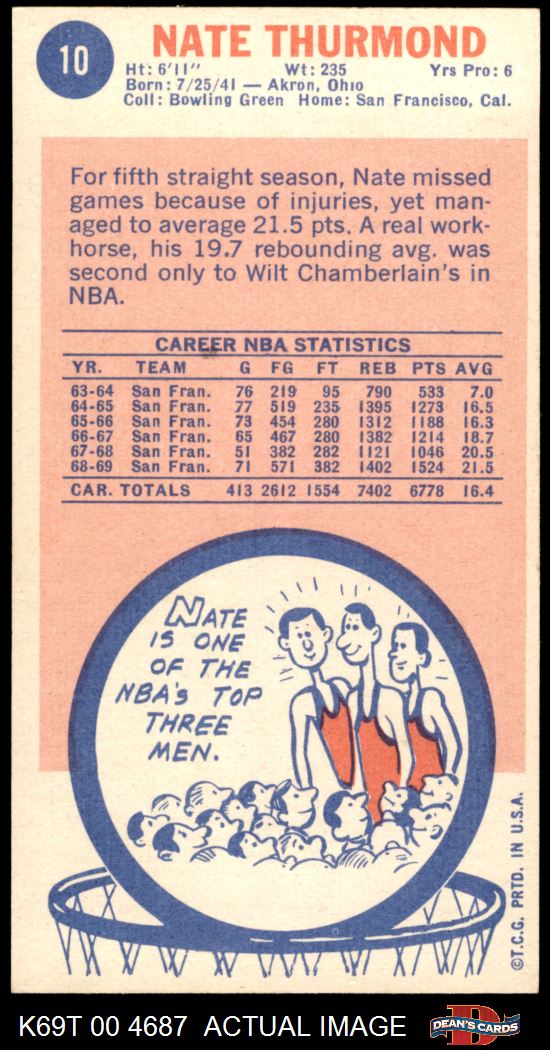 10
NATE THURMOND
Ht: 6'11" Wt: 235 Yrs Pro: 6
Born: 7/25/41 — Akron, Ohio
Coll: Bowling Green Home: San Francisco, Cal.
For fifth straight season, Nate missed
games because of injuries, yet man-
aged to average 21.5 pts. A real work-
horse, his 19.7 rebounding avg. was
second only to Wilt Chamberlain's in
NBA.
CAREER NBA STATISTICS
YR. TEAM G FG FT REB PTS AVG
63-64 San Fran. 76 219 95 790 533 7.0
64-65 San Fran. 77 519 235 1395 1273 16.5
65-66 San Fran. 73 454 280 1312 1188 16.3
66-67 San Fran. 65 467 280 1382 1214 18.7
67-68 San Fran. 51 382 282 1121 1046 20.5
68-69 San Fran. 71 571 382 1402 1524 21.5
CAR. TOTALS 413 2612 1554 7402 6778 16.4
NATE
IS ONE
OF THE
NBA'S TOP
THREE
MEN.
©T.C.G. PRTD. IN U.S.A.
K69T 00 4687 ACTUAL IMAGE
D
DEAN'S CARDS